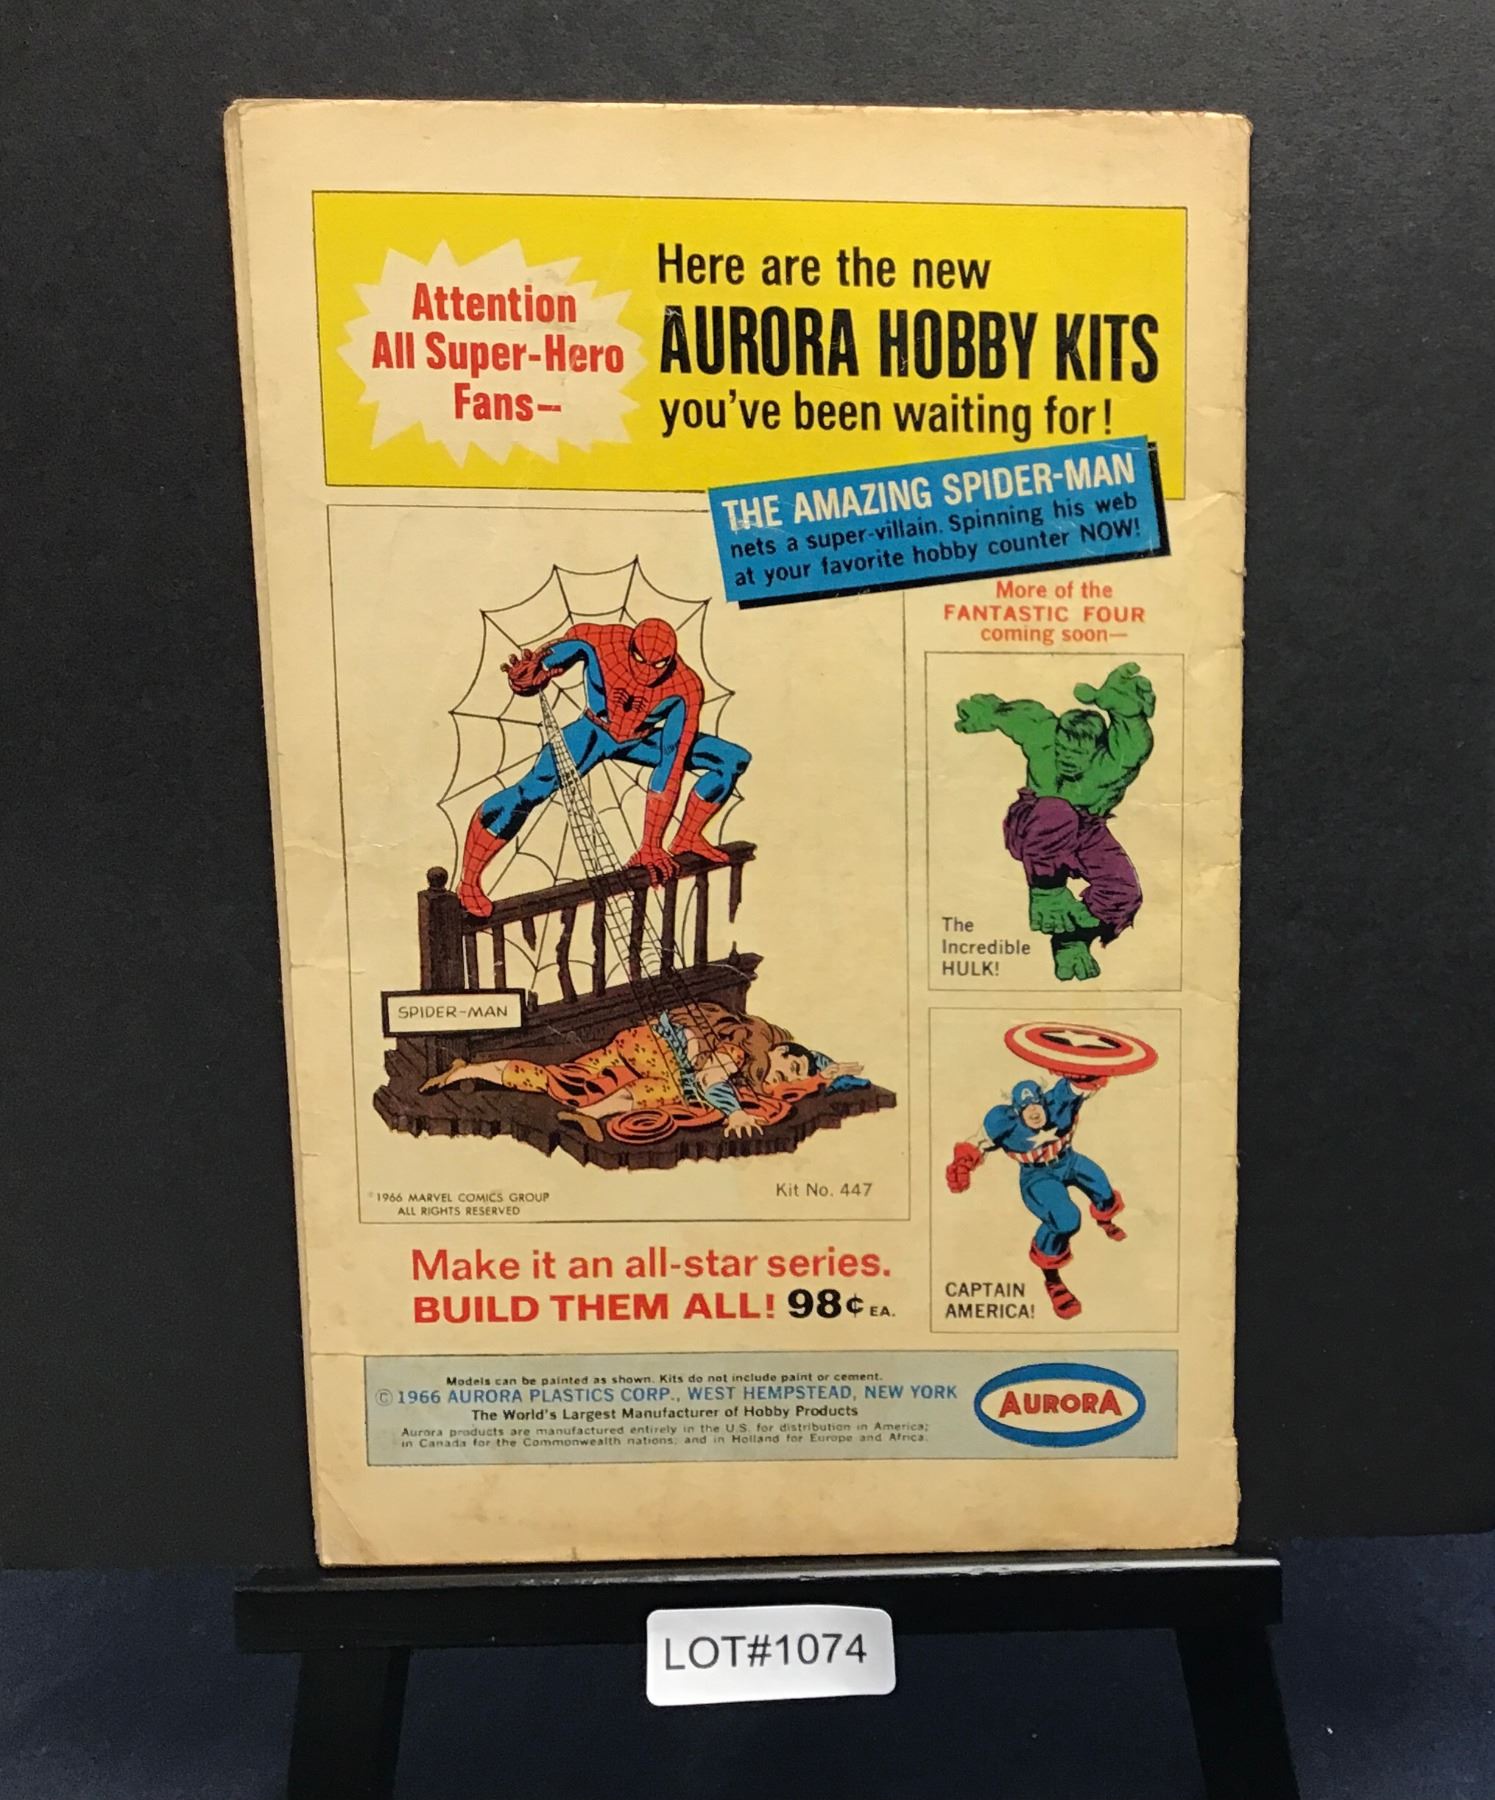 Attention
All Super-Hero
Fans—
Here are the new
AURORA HOBBY KITS
you've been waiting for!
THE AMAZING SPIDER-MAN
nets a super-villain. Spinning his web
at your favorite hobby counter NOW!
More of the
FANTASTIC FOUR
coming soon—
The
Incredible
HULK!
SPIDER-MAN
©1966 MARVEL COMICS GROUP
ALL RIGHTS RESERVED
Kit No. 447
A
CAPTAIN
AMERICA!
Make it an all-star series.
BUILD THEM ALL! 98¢ EA.
Models can be painted as shown. Kits do not include paint or cement.
© 1966 AURORA PLASTICS CORP., WEST HEMPSTEAD, NEW YORK
The World's Largest Manufacturer of Hobby Products
Aurora products are manufactured entirely in the U.S. for distribution in America;
in Canada for the Commonwealth nations; and in Holland for Europe and Africa.
AURORA
LOT#1074